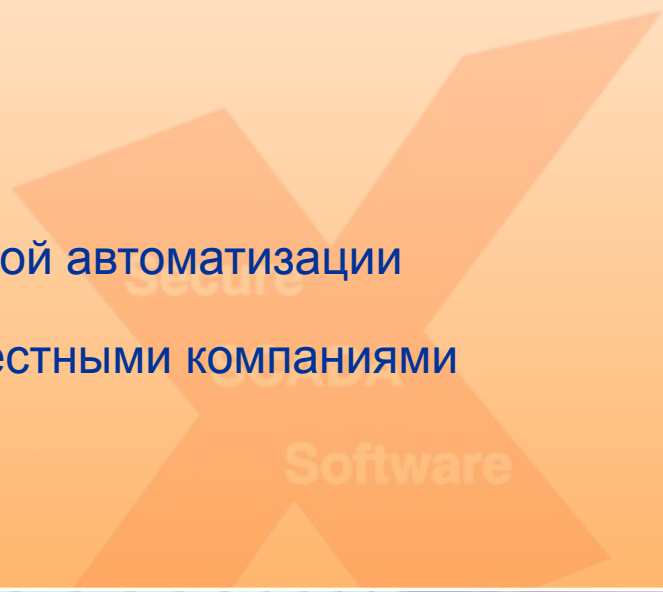 ой автоматизации
Secure
естными компаниями
SCADA
Software